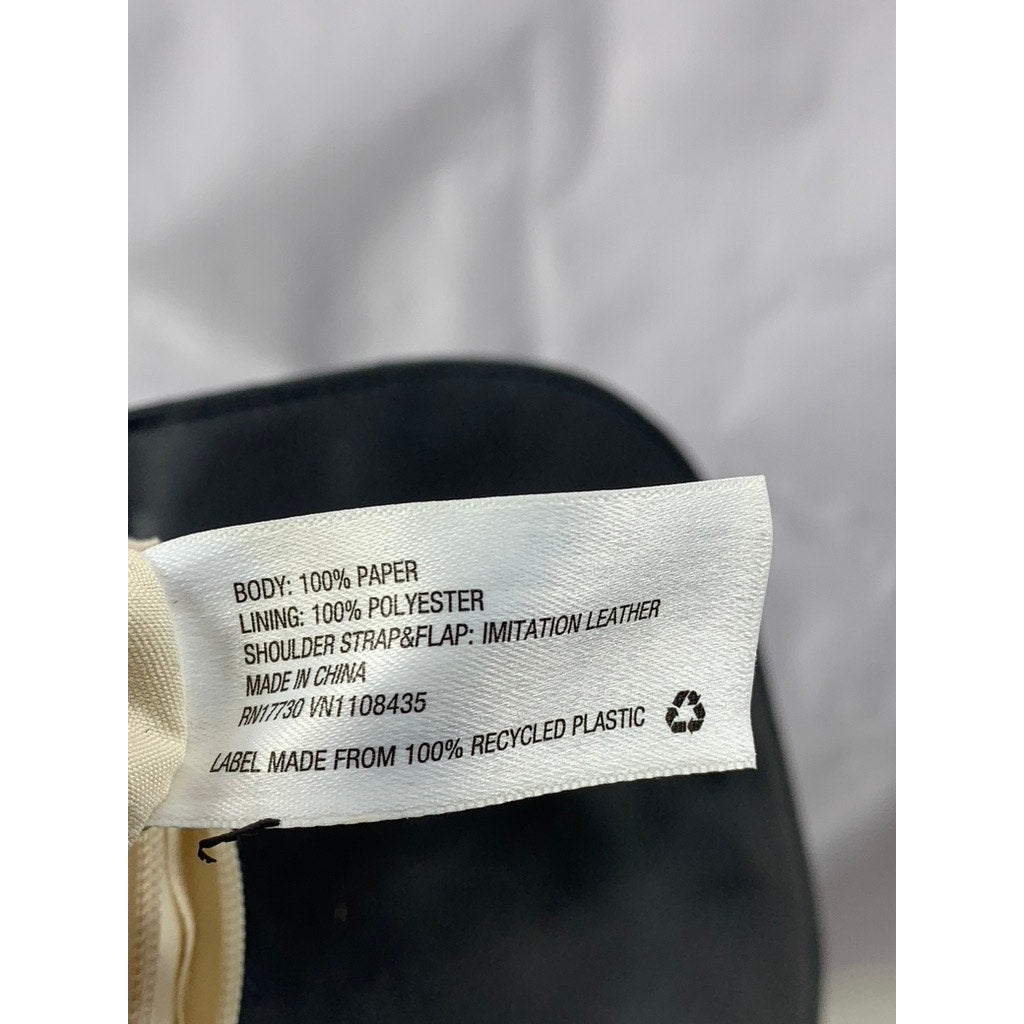 BODY: 100% PAPER
LINING: 100% POLYESTER
SHOULDER STRAP&FLAP: IMITATION LEATHER
MADE IN CHINA
RN17730 VN1108435
LABEL MADE FROM 100% RECYCLED PLASTIC